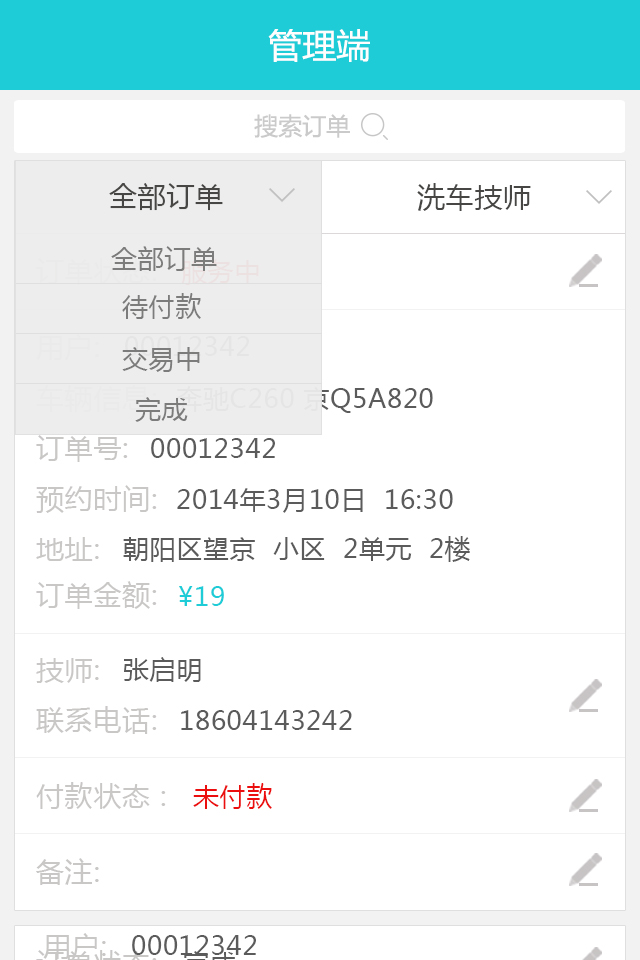 管理端
搜索订单
全部订单
洗车技师
全部订单
服务中
待付款
用户: 00012342
交易中
车辆信息: 奔驰C260 京Q5A820
完成
订单号: 00012342
预约时间: 2014年3月10日 16:30
地址: 朝阳区望京 小区 2单元 2楼
订单金额: ¥19
技师: 张启明
联系电话: 18604143242
付款状态： 未付款
备注:
用户: 00012342
订单状态: 完成